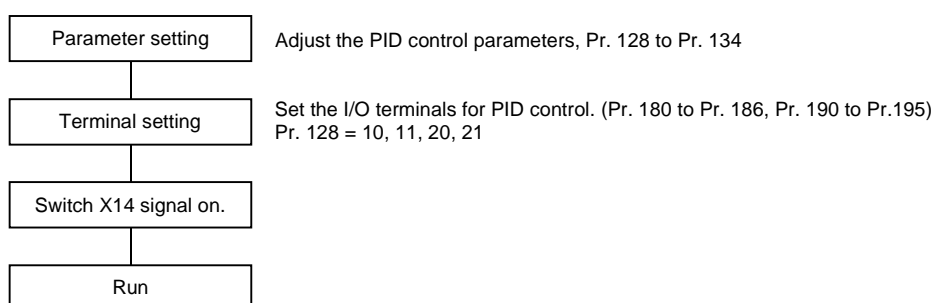 Parameter setting
Adjust the PID control parameters, Pr. 128 to Pr. 134
Terminal setting
Set the I/O terminals for PID control. (Pr. 180 to Pr. 186, Pr. 190 to Pr.195)
Pr. 128 = 10, 11, 20, 21
Switch X14 signal on.
Run